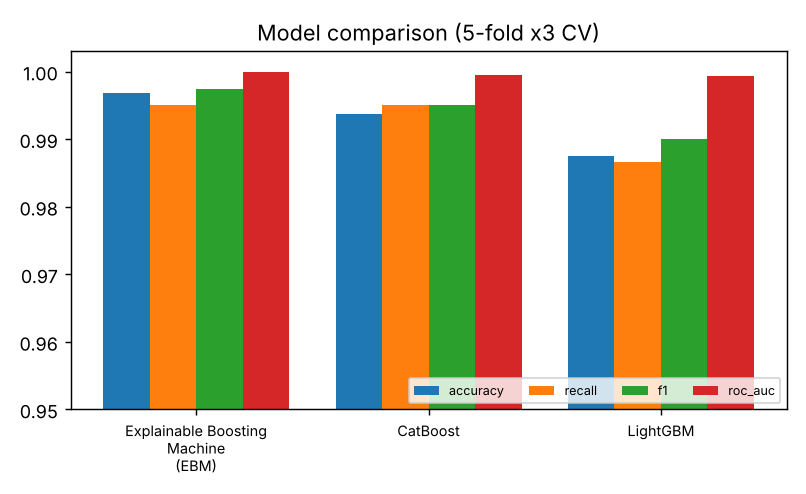 Model comparison (5-fold x3 CV)
1.00
0.99
0.98
0.97
0.96
0.95
accuracy recall f1 roc_auc
Explainable Boosting
Machine
(EBM)
CatBoost
LightGBM